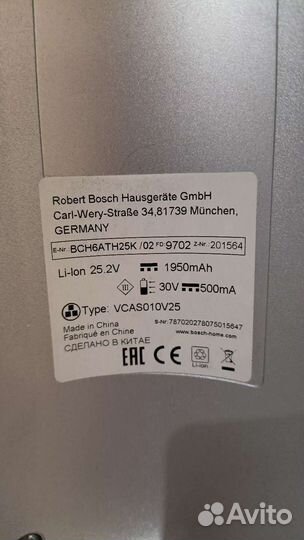 Robert Bosch Hausgeräte GmbH
Carl-Wery-Straße 34,81739 München,
GERMANY
E-Nr. BCH6ATH25K /02 FD 9702 Z-Nr. 201564
Li-Ion 25.2V 1950mAh
III 30V 500mA
Type: VCAS010V25
Made in China
Fabriqué en Chine
СДЕЛАНО В КИТАЕ
EAC CE
Li-Ion
S-Nr: 787020278075015647
www.bosch-home.com
Avito